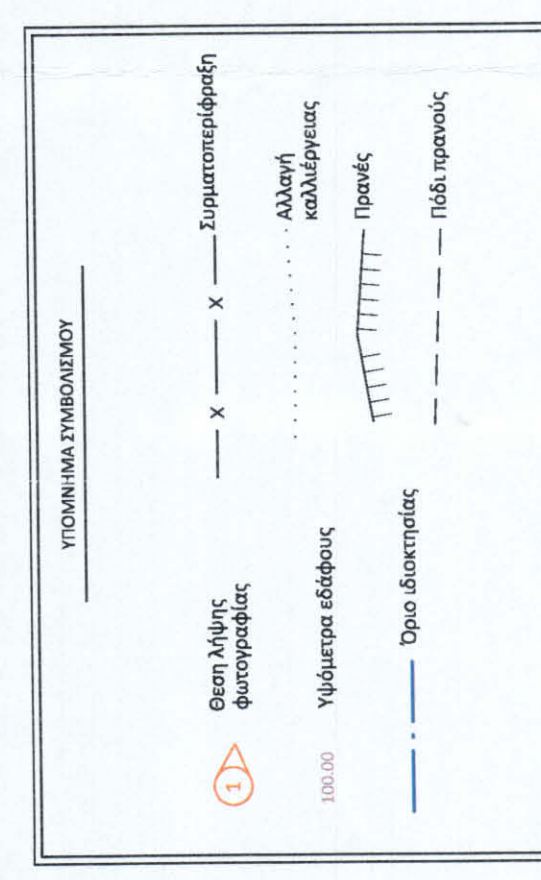 ΥΠΟΜΝΗΜΑ ΣΥΜΒΟΛΙΣΜΟΥ
1
Θεση λήψης
φωτογραφίας
100.00
Υψόμετρα εδάφους
Όριο ιδιοκτησίας
X X
Συρματοπερίφραξη
Αλλαγή
καλλιέργειας
Πρανές
Πόδι πρανούς